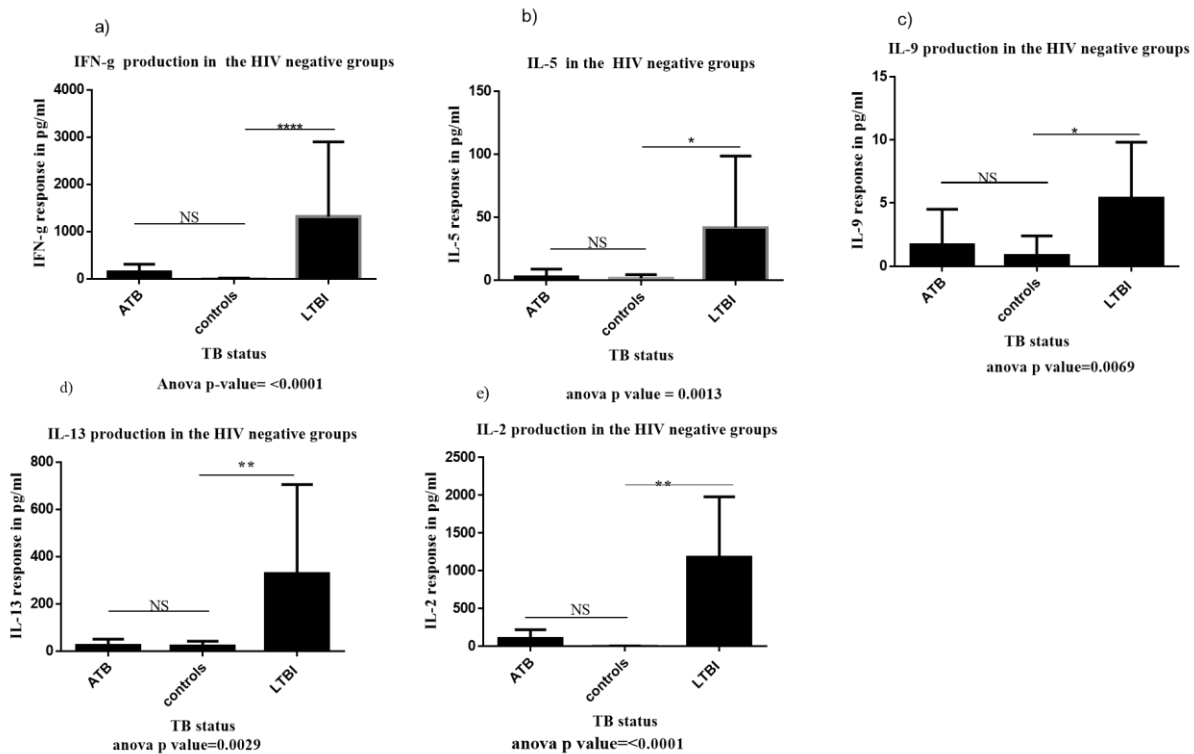 a)
IFN-g production in the HIV negative groups
IFN-g response in pg/ml
4000
3000
2000
1000
0
****
NS
ATB
controls
LTBI
TB status
Anova p-value= <0.0001
b)
IL-5 in the HIV negative groups
IL-5 response in pg/ml
150
100
50
0
*
NS
ATB
controls
LTBI
TB status
anova p value = 0.0013
c)
IL-9 production in the HIV negative groups
IL-9 response in pg/ml
15
10
5
0
*
NS
ATB
controls
LTBI
TB status
anova p value=0.0069
d)
IL-13 production in the HIV negative groups
IL-13 response in pg/ml
800
600
400
200
0
**
NS
ATB
controls
LTBI
TB status
anova p value=0.0029
e)
IL-2 production in the HIV negative groups
IL-2 response in pg/ml
2500
2000
1500
1000
500
0
**
NS
ATB
controls
LTBI
TB status
anova p value=<0.0001